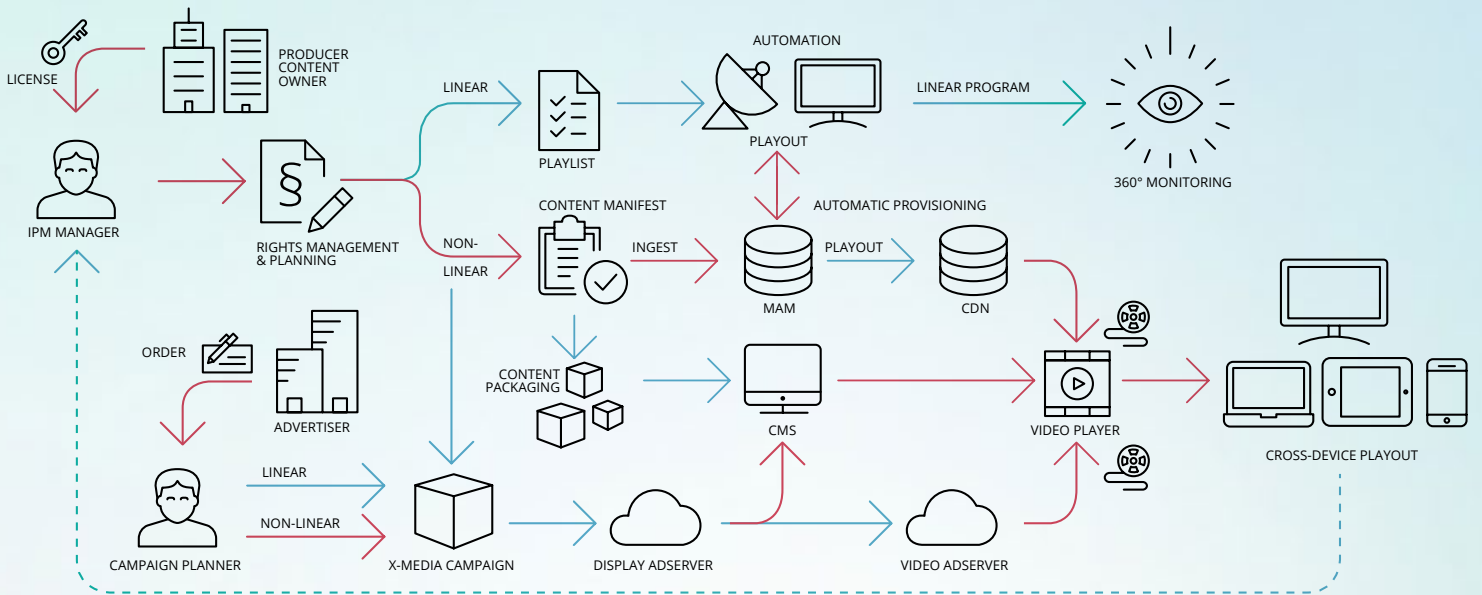 LICENSE
PRODUCER
CONTENT
OWNER
AUTOMATION
LINEAR
LINEAR PROGRAM
PLAYOUT
PLAYLIST
360° MONITORING
IPM MANAGER
§
RIGHTS MANAGEMENT
& PLANNING
CONTENT MANIFEST
AUTOMATIC PROVISIONING
NON-
LINEAR
INGEST
PLAYOUT
MAM
CDN
ORDER
ADVERTISER
CONTENT
PACKAGING
CMS
VIDEO PLAYER
CROSS-DEVICE PLAYOUT
LINEAR
NON-LINEAR
CAMPAIGN PLANNER
X-MEDIA CAMPAIGN
DISPLAY ADSERVER
VIDEO ADSERVER